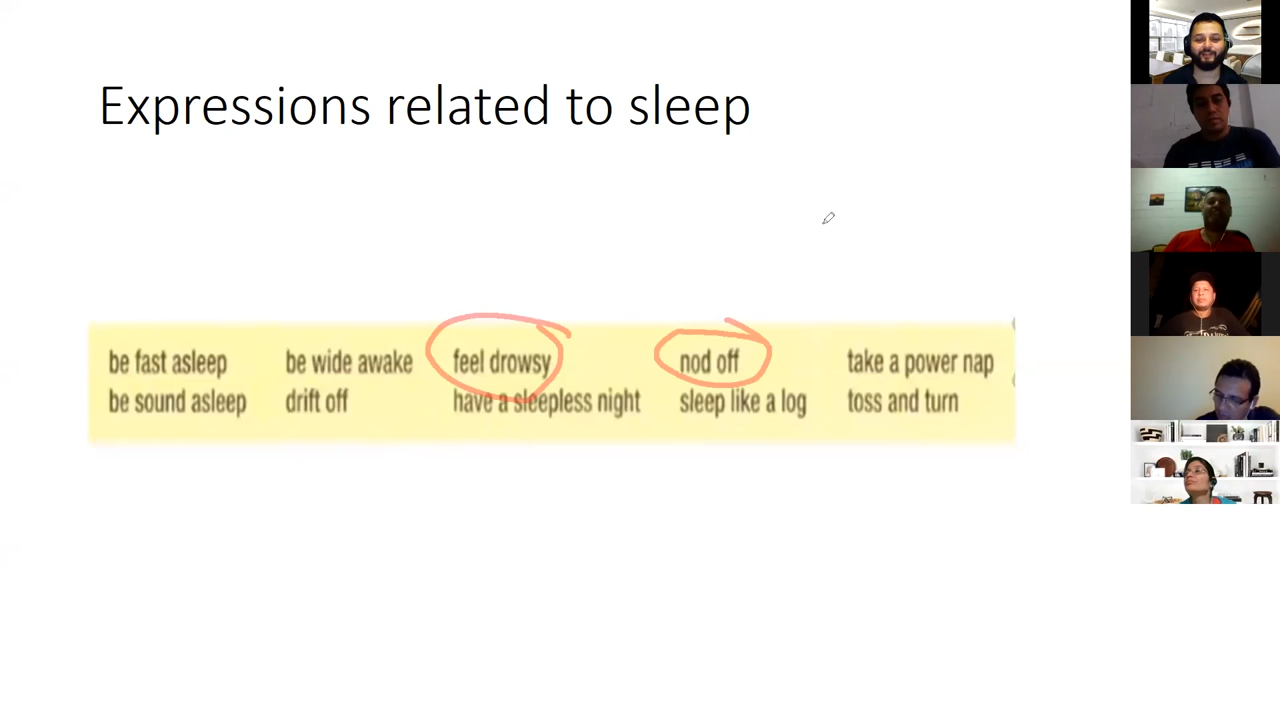 Expressions related to sleep
be fast asleep be wide awake feel drowsy nod off take a power nap
be sound asleep drift off have a sleepless night sleep like a log toss and turn